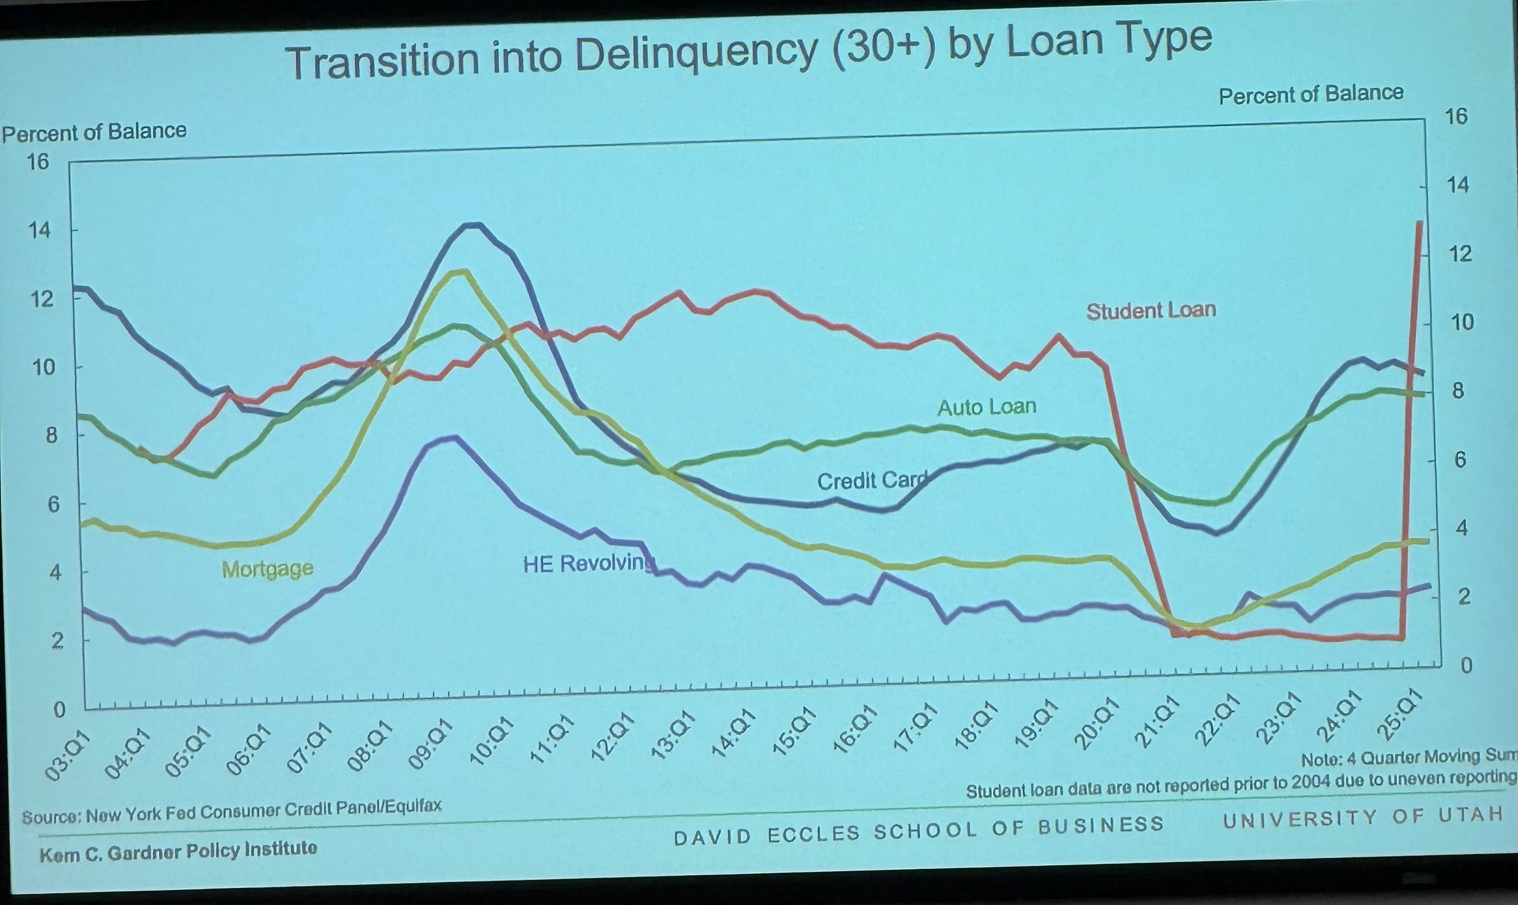 Transition into Delinquency (30+) by Loan Type
Percent of Balance
Percent of Balance
16
14
12
10
8
6
4
2
0
16
14
12
10
8
6
4
2
0
Student Loan
Auto Loan
Credit Card
Mortgage
HE Revolving
03:Q1
04:Q1
05:Q1
06:Q1
07:Q1
08:Q1
09:Q1
10:Q1
11:Q1
12:Q1
13:Q1
14:Q1
15:Q1
16:Q1
17:Q1
18:Q1
19:Q1
20:Q1
21:Q1
22:Q1
23:Q1
24:Q1
25:Q1
Note: 4 Quarter Moving Sum
Student loan data are not reported prior to 2004 due to uneven reporting
Source: New York Fed Consumer Credit Panel/Equifax
DAVID ECCLES SCHOOL OF BUSINESS UNIVERSITY OF UTAH
Kem C. Gardner Policy Institute